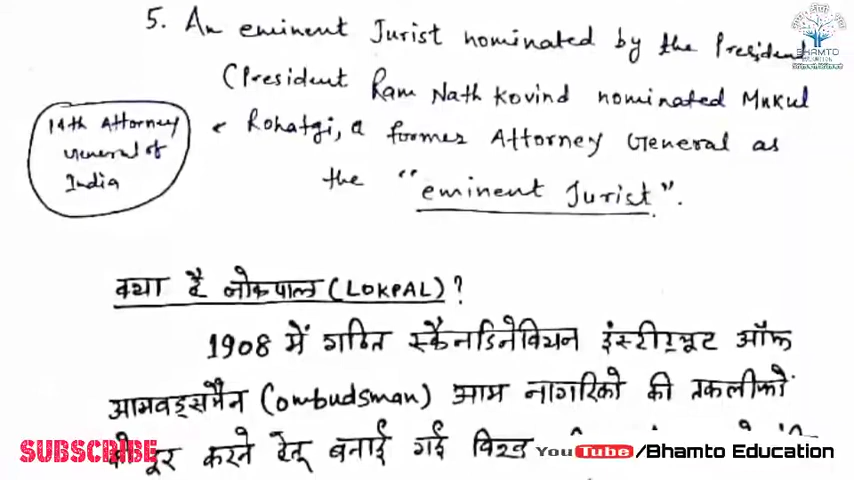 5. An eminent Jurist nominated by the President
(President Ram Nath Kovind nominated Mukul
Rohatgi, a former Attorney General as
the "eminent Jurist".
14th Attorney
General of
India
क्या है लोकपाल (LOKPAL) ?
1908 में गठित स्कैनडिनेवियन इंस्टीट्यूट ऑफ
आमबड्समैन (Ombudsman) आम नागरिको की तकलीफों
को दूर करने हेतू बनाई गई विश्व
SUBSCRIBE
YouTube /Bhamto Education
BHAMTO
EDUCATION